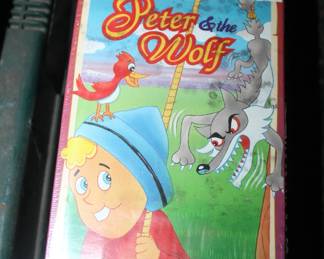 Peter & the
Wolf